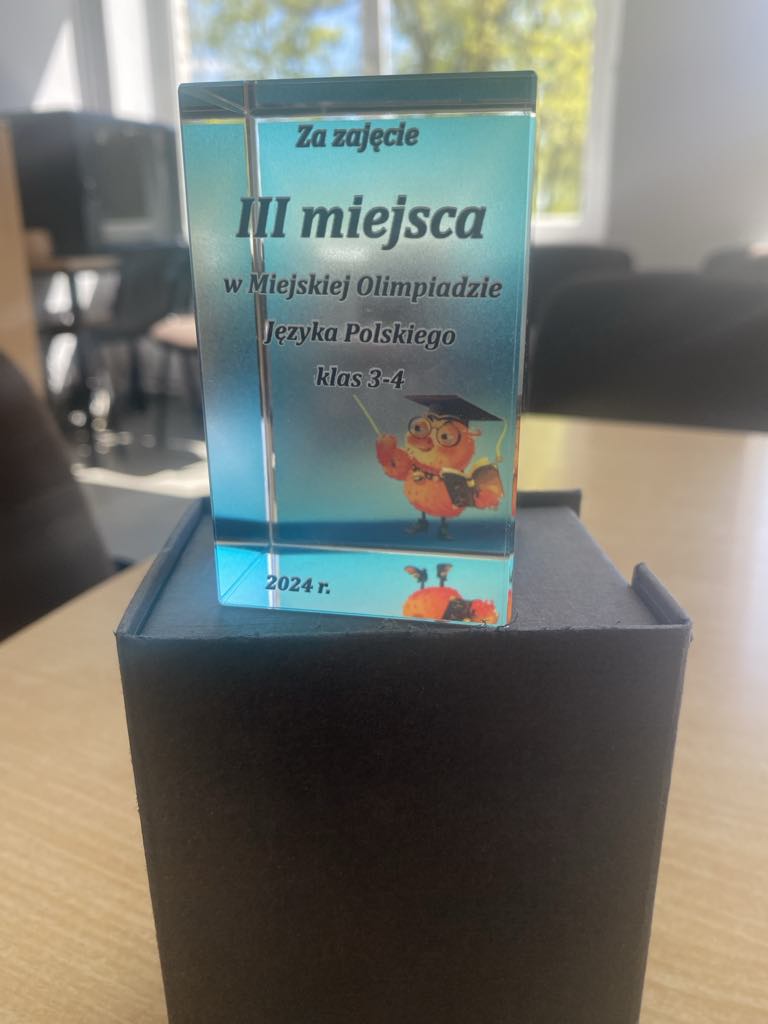 Za zajęcie
III miejsca
w Miejskiej Olimpiadzie
Języka Polskiego
klas 3-4
2024 r.